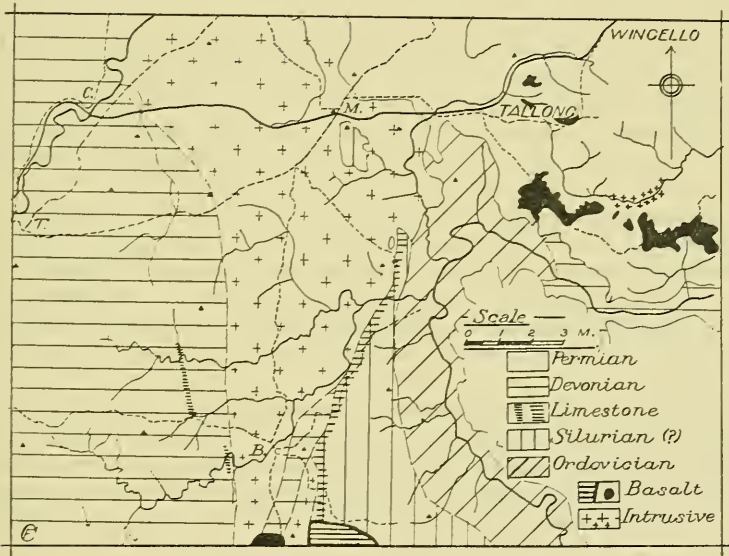 WINGELLO
C.
M.
TALLONG
T.
Scale
0 1 2 3 M.
Permian
Devonian
Limestone
Silurian (?)
Ordovician
B.
Basalt
Intrusive